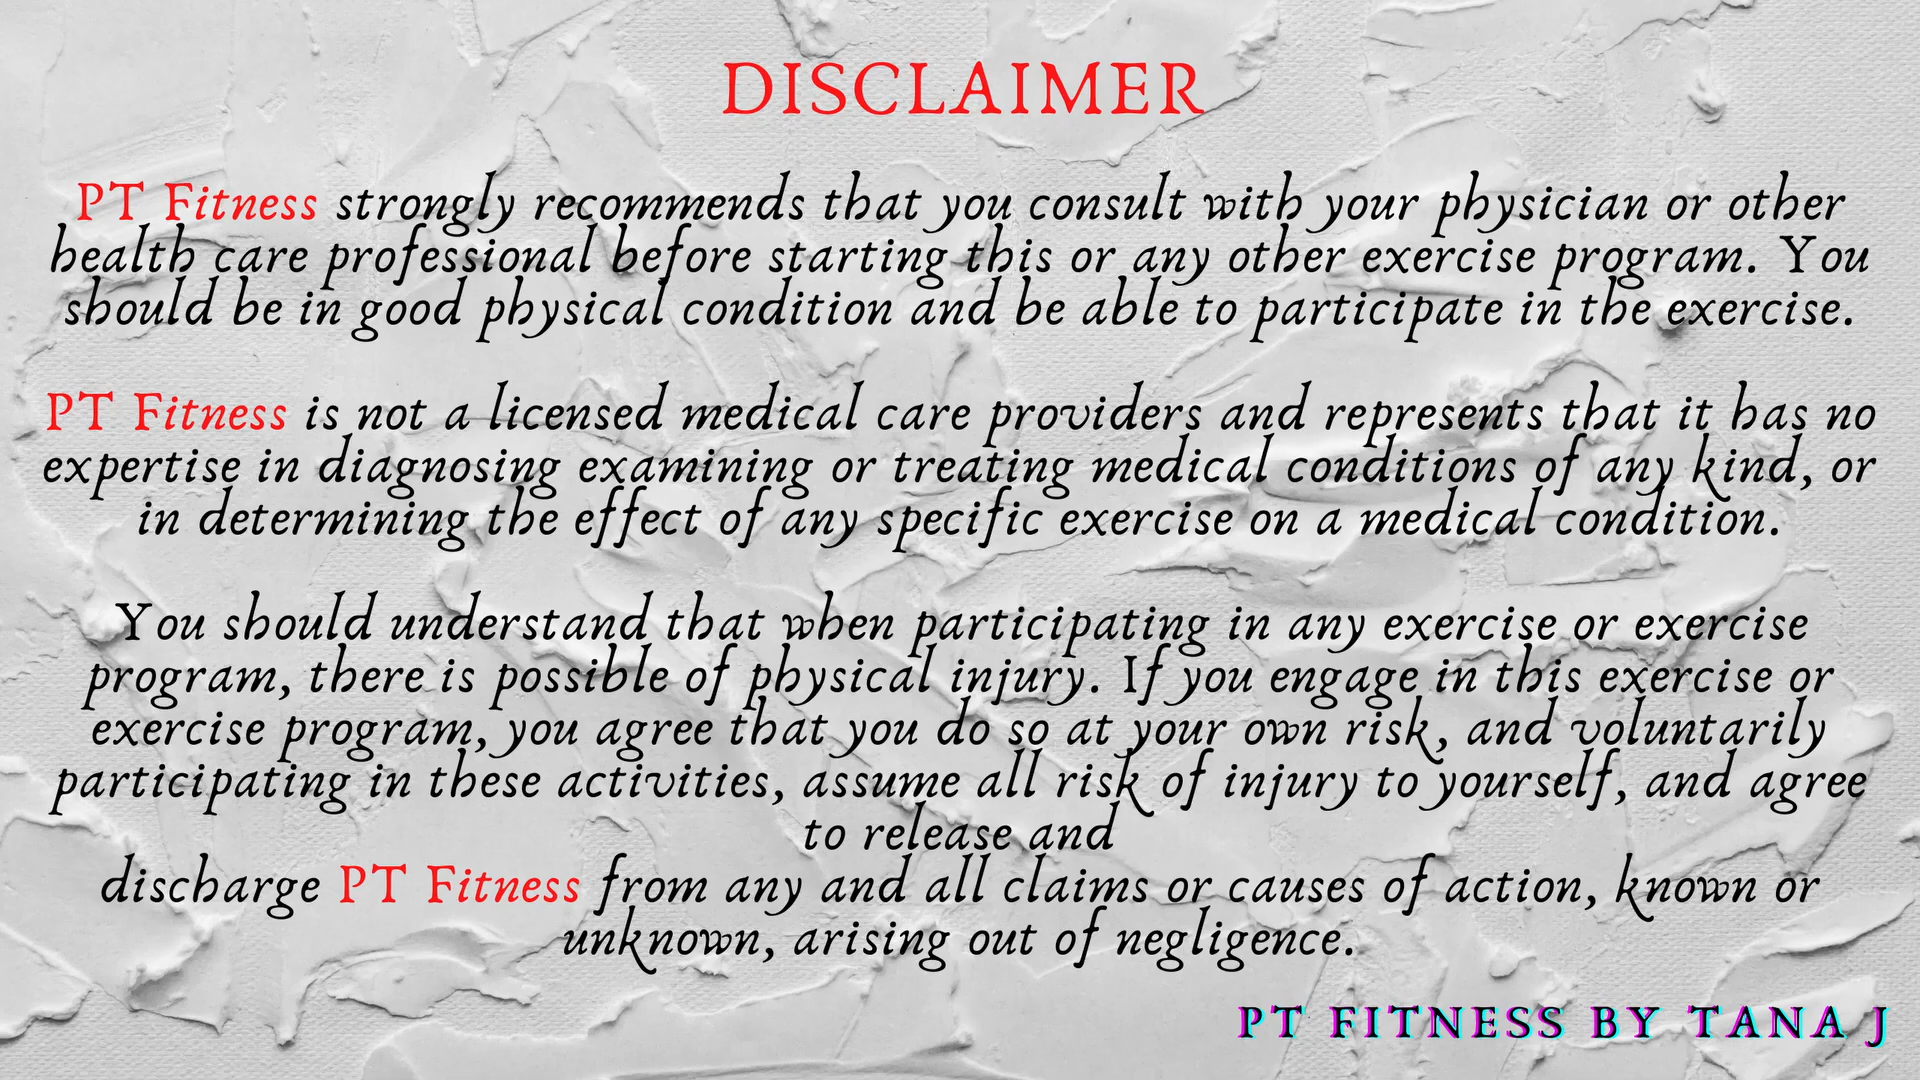 DISCLAIMER
PT Fitness strongly recommends that you consult with your physician or other
health care professional before starting this or any other exercise program. You
should be in good physical condition and be able to participate in the exercise.
PT Fitness is not a licensed medical care providers and represents that it has no
expertise in diagnosing examining or treating medical conditions of any kind, or
in determining the effect of any specific exercise on a medical condition.
You should understand that when participating in any exercise or exercise
program, there is possible of physical injury. If you engage in this exercise or
exercise program, you agree that you do so at your own risk, and voluntarily
participating in these activities, assume all risk of injury to yourself, and agree
to release and
discharge PT Fitness from any and all claims or causes of action, known or
unknown, arising out of negligence.
PT FITNESS BY TANA J